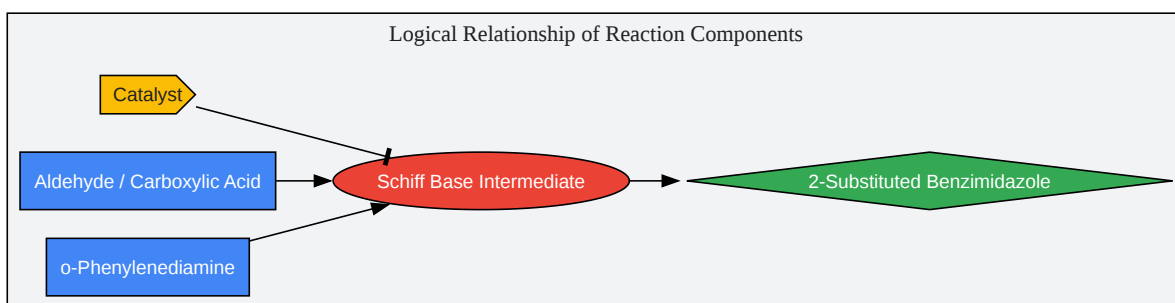 Logical Relationship of Reaction Components
Catalyst
Aldehyde / Carboxylic Acid
Schiff Base Intermediate
2-Substituted Benzimidazole
o-Phenylenediamine